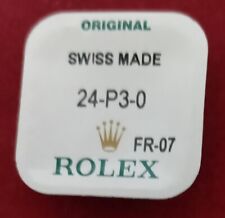 ORIGINAL
SWISS MADE
24-P3-0
FR-07
ROLEX